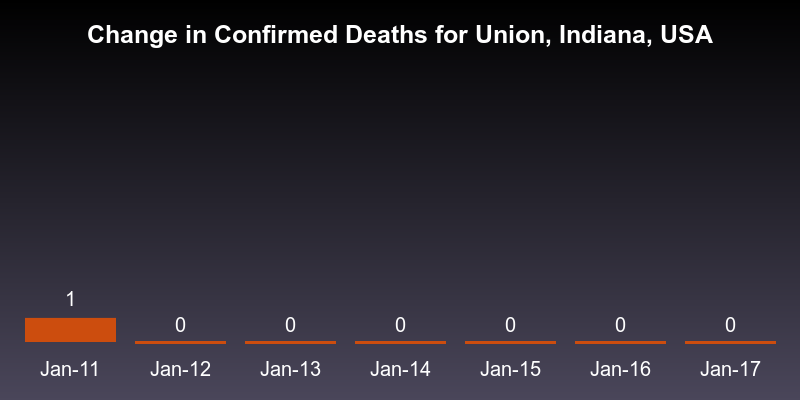 Change in Confirmed Deaths for Union, Indiana, USA
1 0 0 0 0 0 0
Jan-11 Jan-12 Jan-13 Jan-14 Jan-15 Jan-16 Jan-17